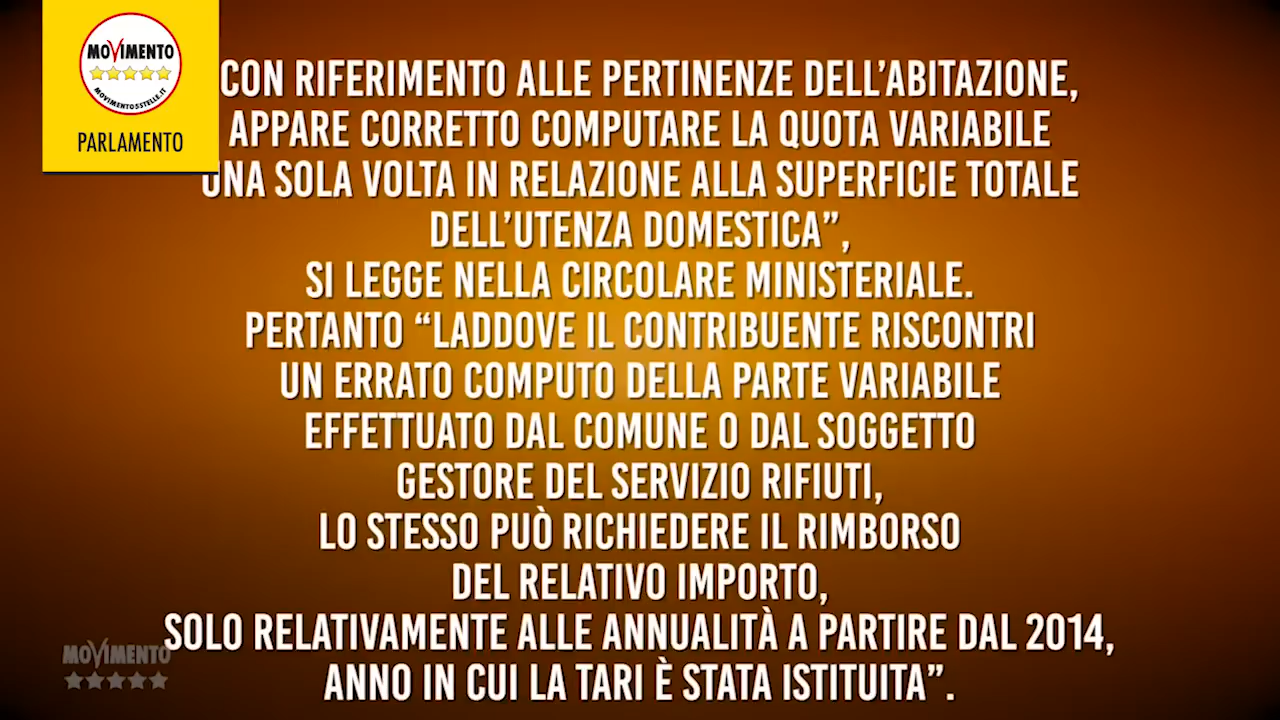 MOVIMENTO
MOVIMENTO5STELLE.IT
PARLAMENTO
CON RIFERIMENTO ALLE PERTINENZE DELL’ABITAZIONE,
APPARE CORRETTO COMPUTARE LA QUOTA VARIABILE
UNA SOLA VOLTA IN RELAZIONE ALLA SUPERFICIE TOTALE
DELL’UTENZA DOMESTICA”,
SI LEGGE NELLA CIRCOLARE MINISTERIALE.
PERTANTO “LADDOVE IL CONTRIBUENTE RISCONTRI
UN ERRATO COMPUTO DELLA PARTE VARIABILE
EFFETTUATO DAL COMUNE O DAL SOGGETTO
GESTORE DEL SERVIZIO RIFIUTI,
LO STESSO PUÒ RICHIEDERE IL RIMBORSO
DEL RELATIVO IMPORTO,
SOLO RELATIVAMENTE ALLE ANNUALITÀ A PARTIRE DAL 2014,
ANNO IN CUI LA TARI È STATA ISTITUITA”.
MOVIMENTO